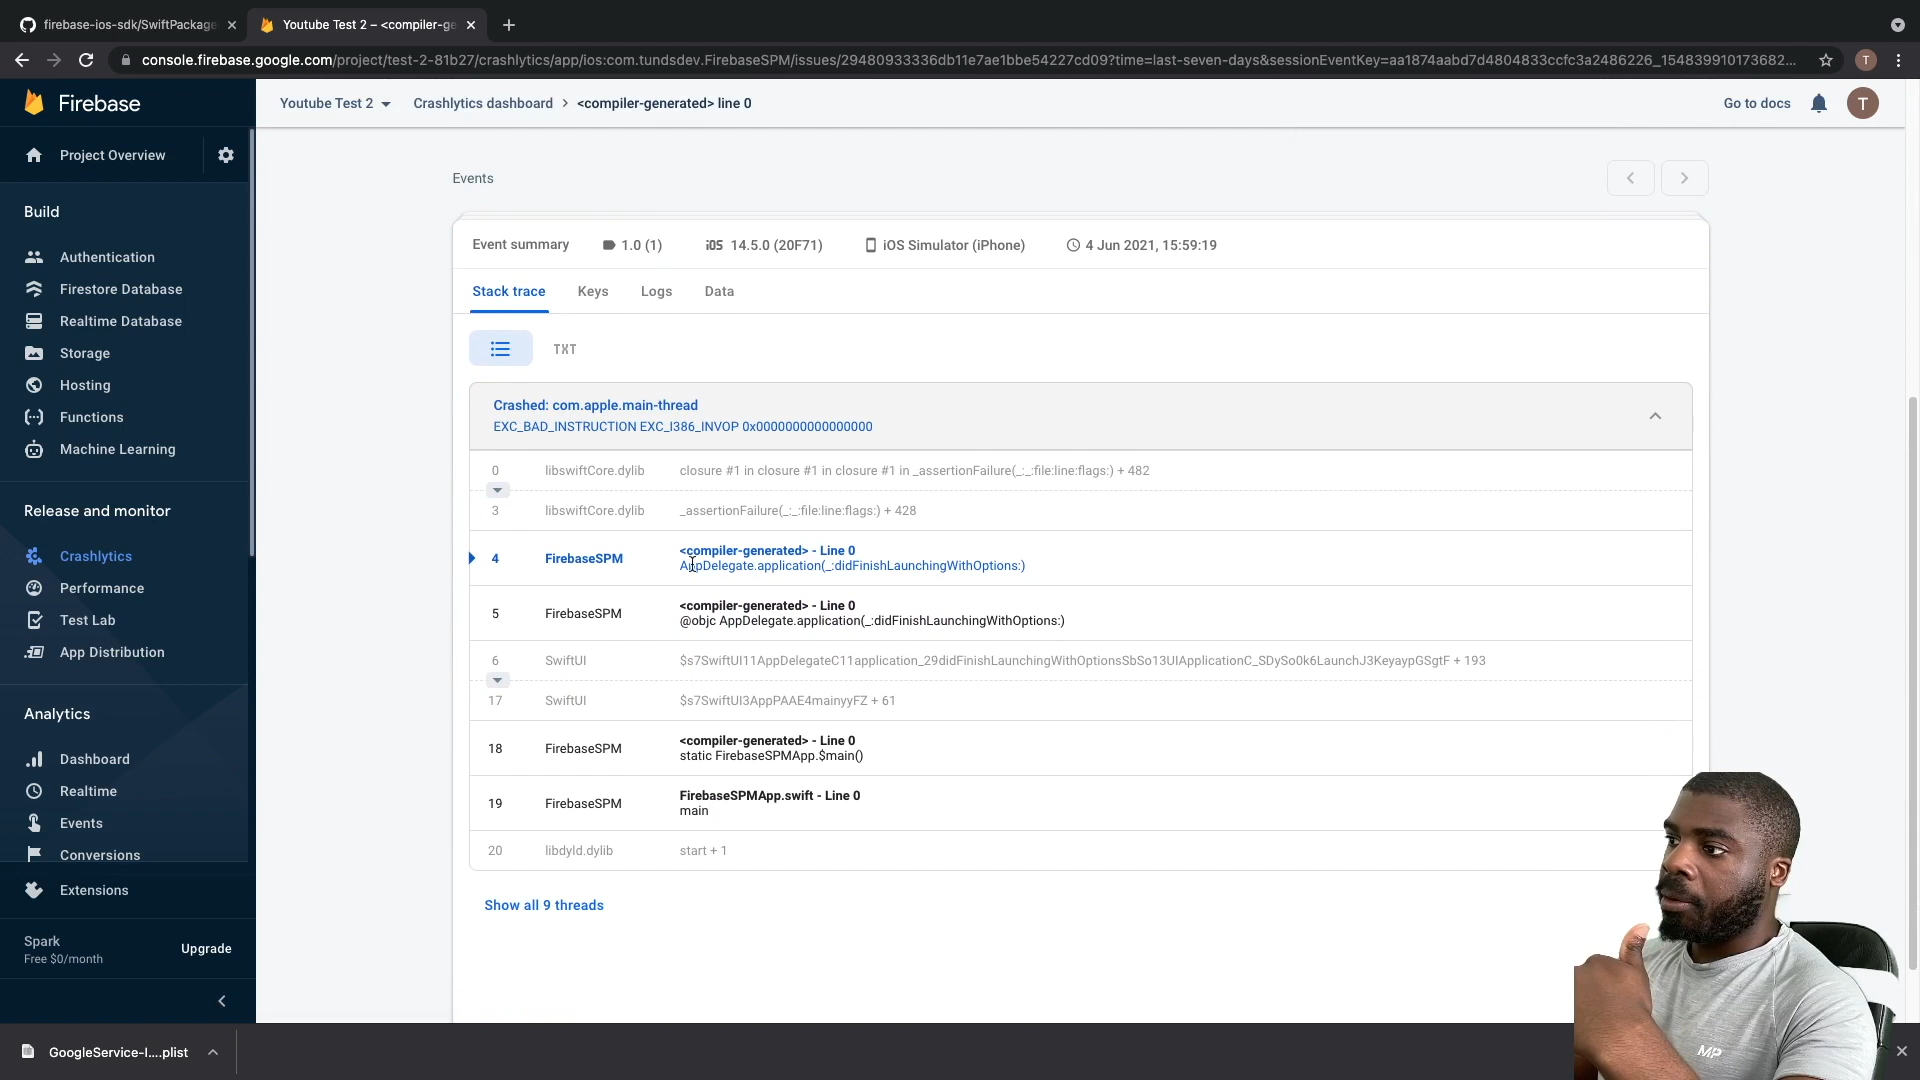 firebase-ios-sdk/SwiftPackage
Youtube Test 2 – <compiler-ge
console.firebase.google.com/project/test-2-81b27/crashlytics/app/ios:com.tundsdev.FirebaseSPM/issues/29480933336db11e7ae1bbe54227cd09?time=last-seven-days&sessionEventKey=aa1874aabd7d4804833ccfc3a2486226_154839910173682...
T
Firebase
Youtube Test 2
Crashlytics dashboard > <compiler-generated> line 0
Go to docs
T
Project Overview
Build
Authentication
Firestore Database
Realtime Database
Storage
Hosting
Functions
Machine Learning
Release and monitor
Crashlytics
Performance
Test Lab
App Distribution
Analytics
Dashboard
Realtime
Events
Conversions
Extensions
Spark
Free $0/month
Upgrade
Events
Event summary 1.0 (1) iOS 14.5.0 (20F71) iOS Simulator (iPhone) 4 Jun 2021, 15:59:19
Stack trace Keys Logs Data
TXT
Crashed: com.apple.main-thread
EXC_BAD_INSTRUCTION EXC_I386_INVOP 0x0000000000000000
0 libswiftCore.dylib closure #1 in closure #1 in closure #1 in _assertionFailure(_:_:file:line:flags:) + 482
3 libswiftCore.dylib _assertionFailure(_:_:file:line:flags:) + 428
4 FirebaseSPM <compiler-generated> - Line 0
AppDelegate.application(_:didFinishLaunchingWithOptions:)
5 FirebaseSPM <compiler-generated> - Line 0
@objc AppDelegate.application(_:didFinishLaunchingWithOptions:)
6 SwiftUI $s7SwiftUI11AppDelegateC11application_29didFinishLaunchingWithOptionsSbSo13UIApplicationC_SDySo0k6LaunchJ3KeyaypGSgtF + 193
17 SwiftUI $s7SwiftUI3AppPAAE4mainyyFZ + 61
18 FirebaseSPM <compiler-generated> - Line 0
static FirebaseSPMApp.$main()
19 FirebaseSPM FirebaseSPMApp.swift - Line 0
main
20 libdyld.dylib start + 1
Show all 9 threads
GoogleService-I....plist
MP